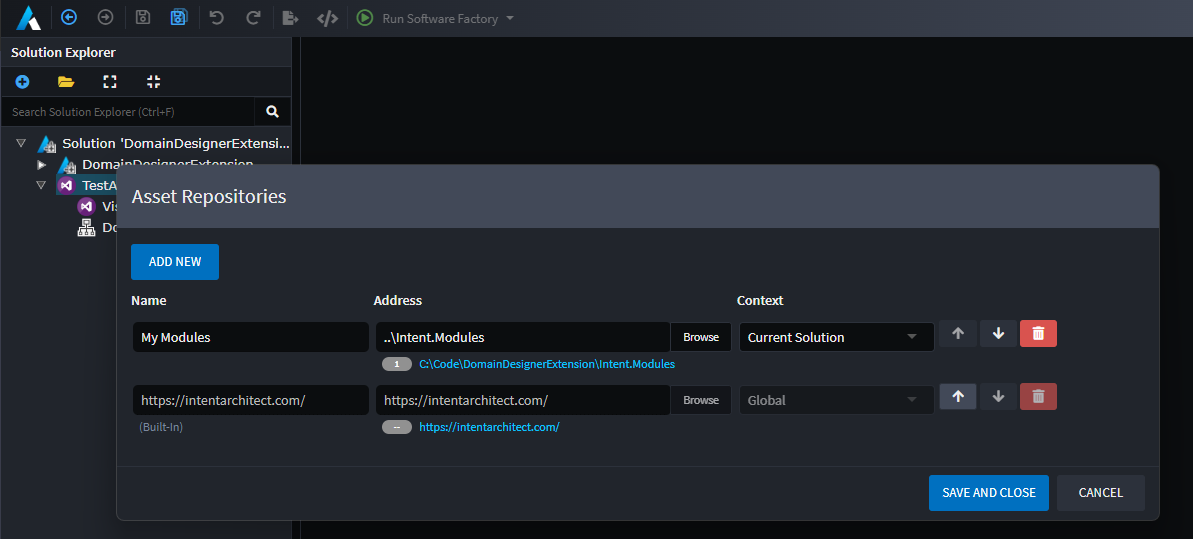 Run Software Factory
Solution Explorer
Search Solution Explorer (Ctrl+F)
Solution 'DomainDesignerExtensi...
DomainDesignerExtension
TestA
Vis
Do
Asset Repositories
ADD NEW
Name Address Context
My Modules ..\Intent.Modules Browse Current Solution
1 C:\Code\DomainDesignerExtension\Intent.Modules
https://intentarchitect.com/ https://intentarchitect.com/ Browse Global
(Built-In) -- https://intentarchitect.com/
SAVE AND CLOSE CANCEL